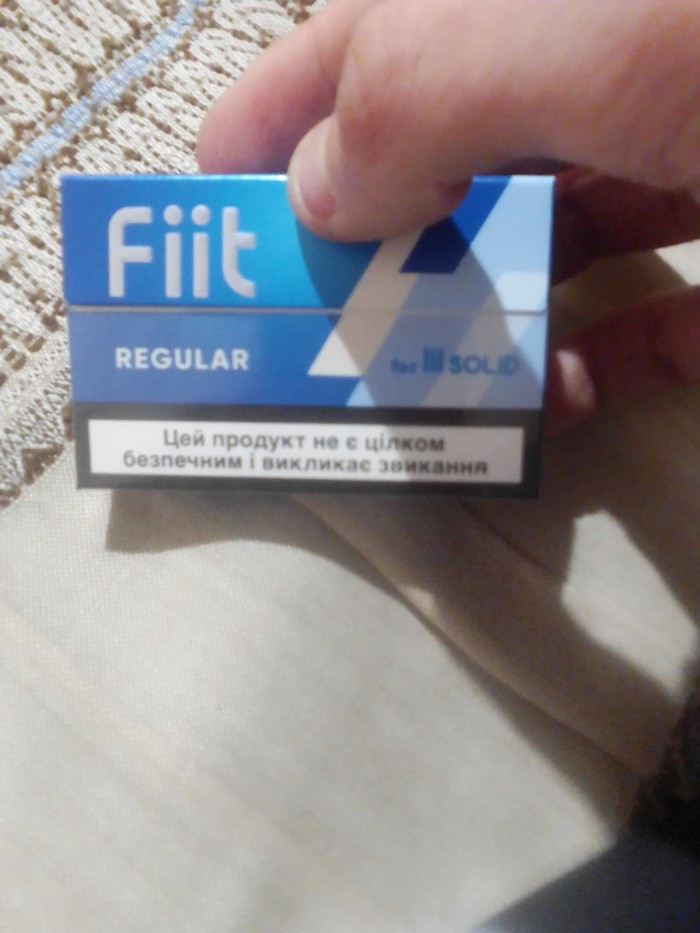 Fiit
REGULAR
for lil SOLID
Цей продукт не є цілком
безпечним і викликає звикання